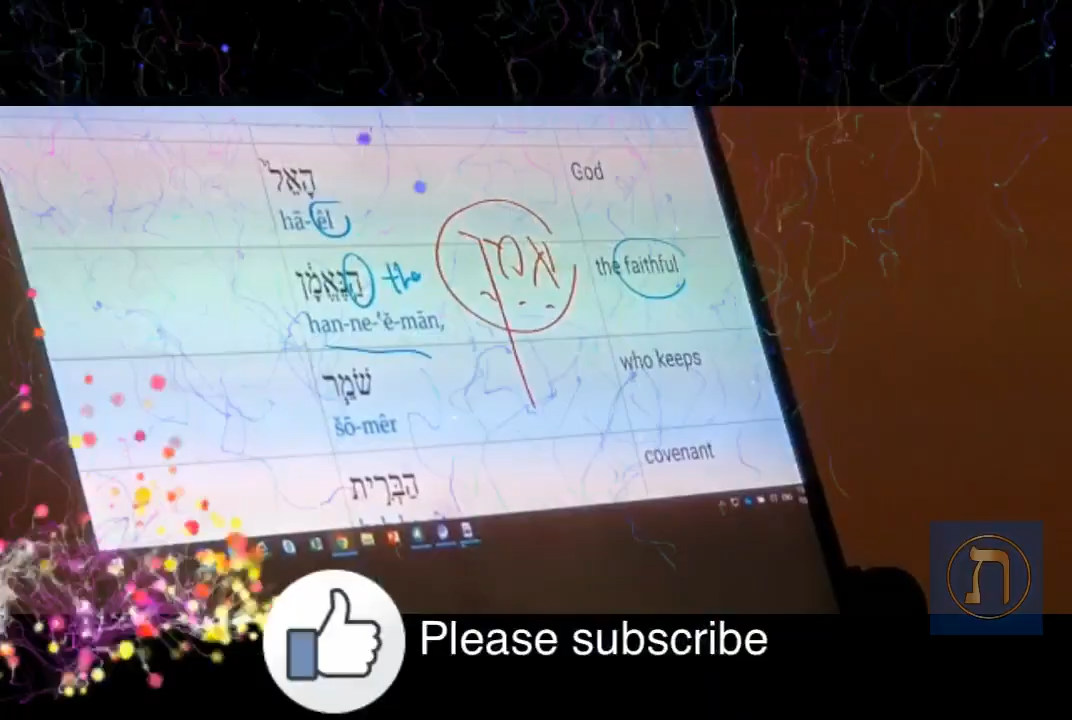 הָאֵל֙ God
hā-’êl
הַֽנֶּאֱמָ֔ן the אמן the faithful
han-ne-’ĕ-mān,
שֹׁמֵ֧ר who keeps
šō-mêr
הַבְּרִ֣ית covenant
ת
Please subscribe